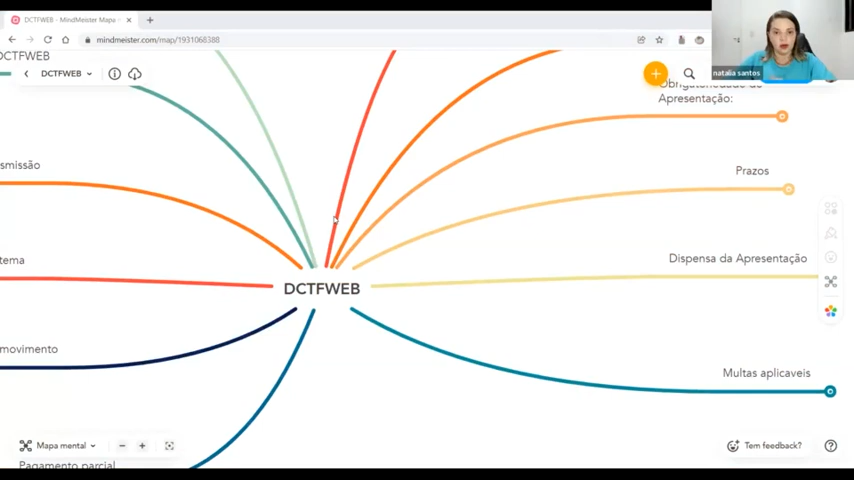 DCTFWEB - MindMeister Mapa
mindmeister.com/map/1931068388
natalia santos
DCTFWEB
DCTFWEB
Obrigatoriedade de
Apresentação:
smissão
Prazos
tema
Dispensa da Apresentação
DCTFWEB
movimento
Multas aplicaveis
Mapa mental
Tem feedback?
Pagamento parcial